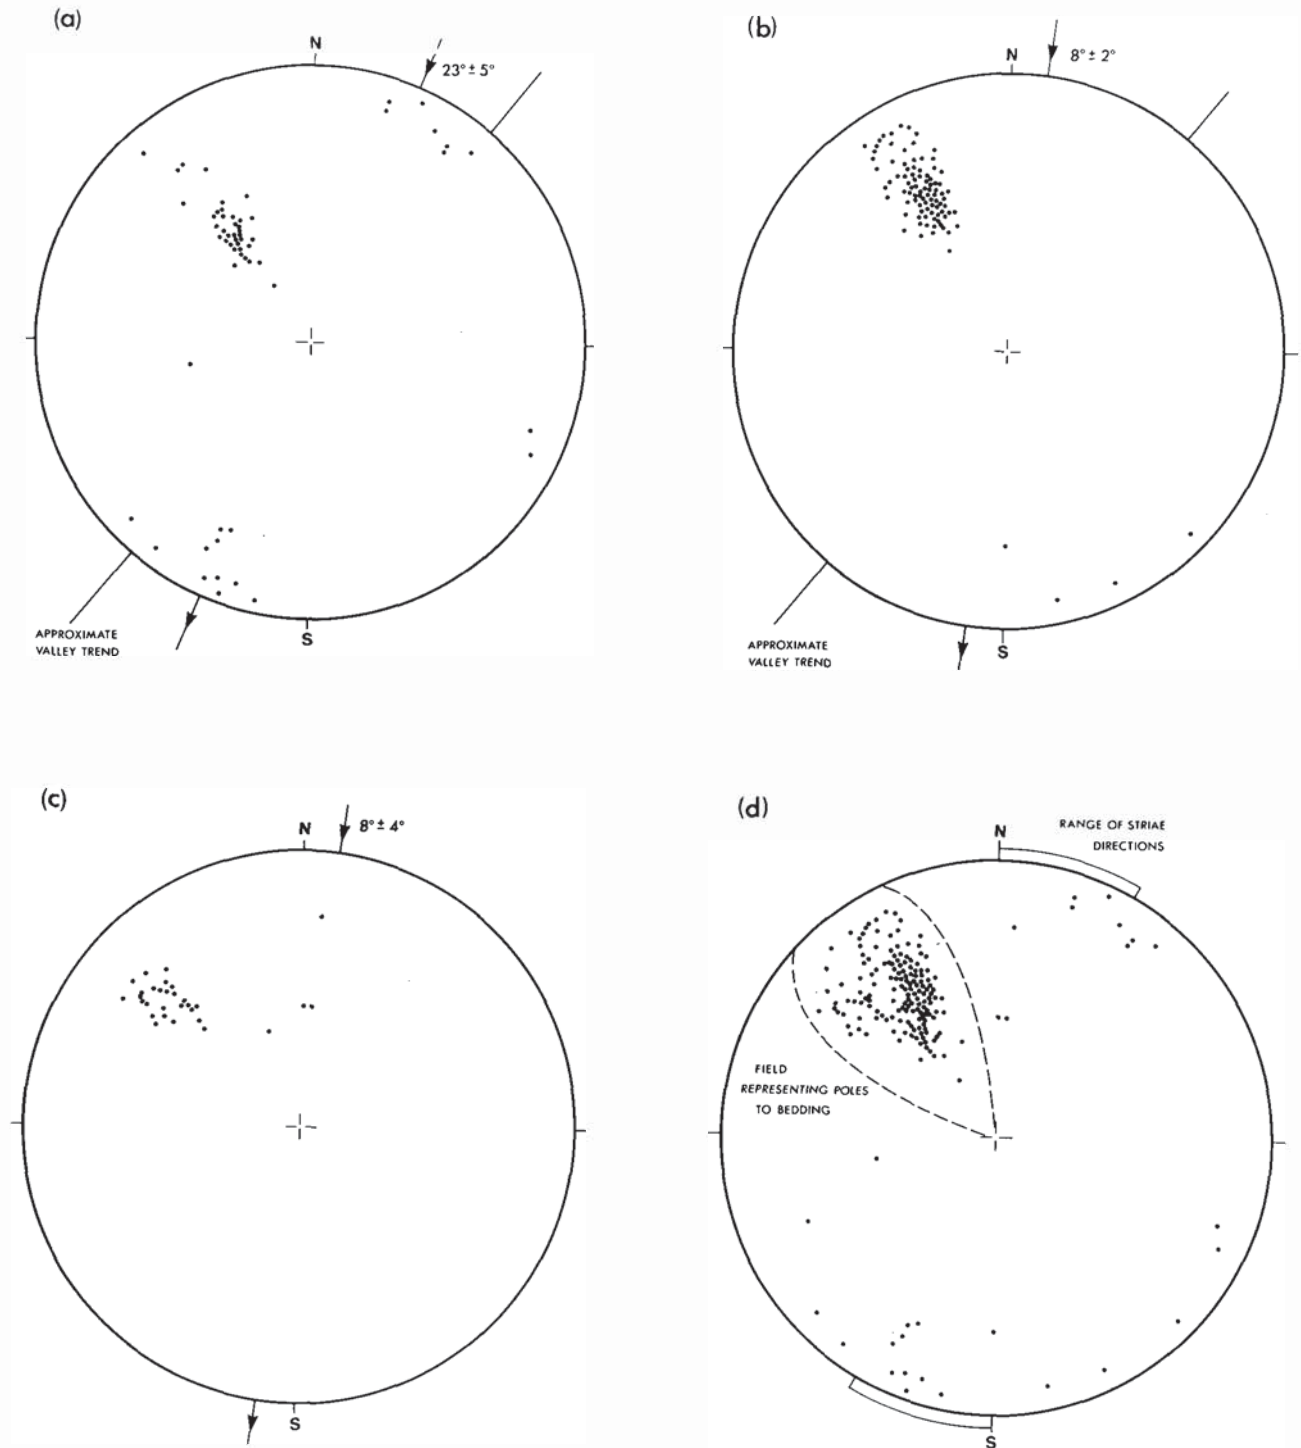 (a)
N
23° ± 5°
APPROXIMATE
VALLEY TREND
S
(b)
N
8° ± 2°
APPROXIMATE
VALLEY TREND
S
(c)
N
8° ± 4°
S
(d)
N
RANGE OF STRIAE
DIRECTIONS
FIELD
REPRESENTING POLES
TO BEDDING
S